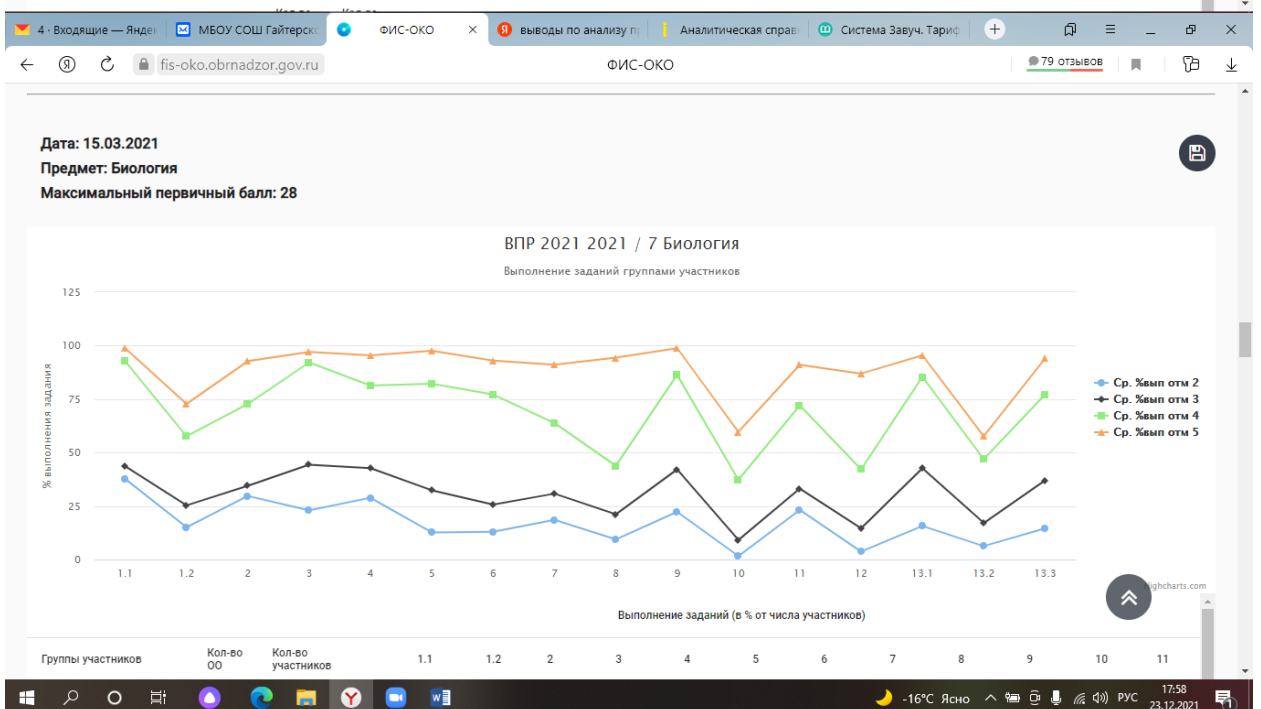 4 · Входящие — Яндек
МБОУ СОШ Гайтерско
ФИС-ОКО
выводы по анализу п
Аналитическая справ
Система Завуч. Тариф
fis-oko.obrnadzor.gov.ru
ФИС-ОКО
79 отзывов
Дата: 15.03.2021
Предмет: Биология
Максимальный первичный балл: 28
ВПР 2021 2021 / 7 Биология
Выполнение заданий группами участников
% выполнения задания
125
100
75
50
25
0
1.1 1.2 2 3 4 5 6 7 8 9 10 11 12 13.1 13.2 13.3
Ср. %вып отм 2
Ср. %вып отм 3
Ср. %вып отм 4
Ср. %вып отм 5
Highcharts.com
Выполнение заданий (в % от числа участников)
Группы участников Кол-во ОО Кол-во участников 1.1 1.2 2 3 4 5 6 7 8 9 10 11
-16°C Ясно РУС 17:58
23.12.2021